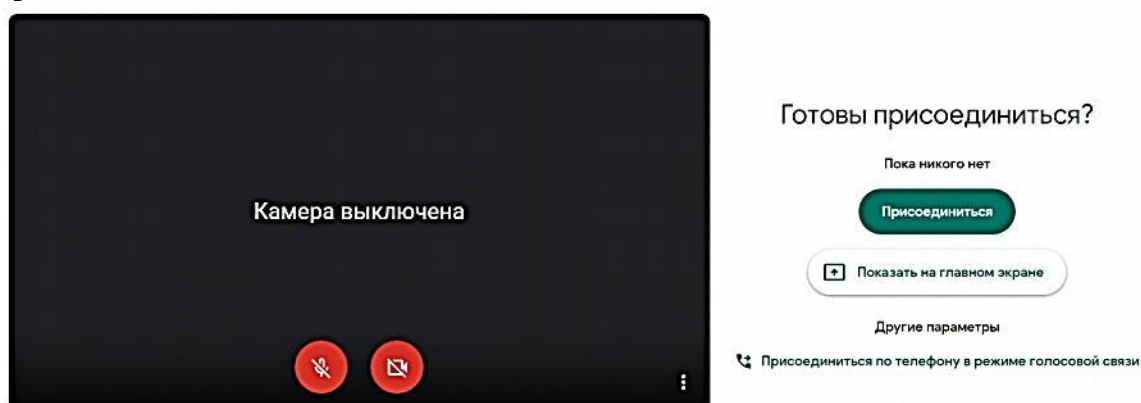 Камера выключена
Готовы присоединиться?
Пока никого нет
Присоединиться
Показать на главном экране
Другие параметры
Присоединиться по телефону в режиме голосовой связи